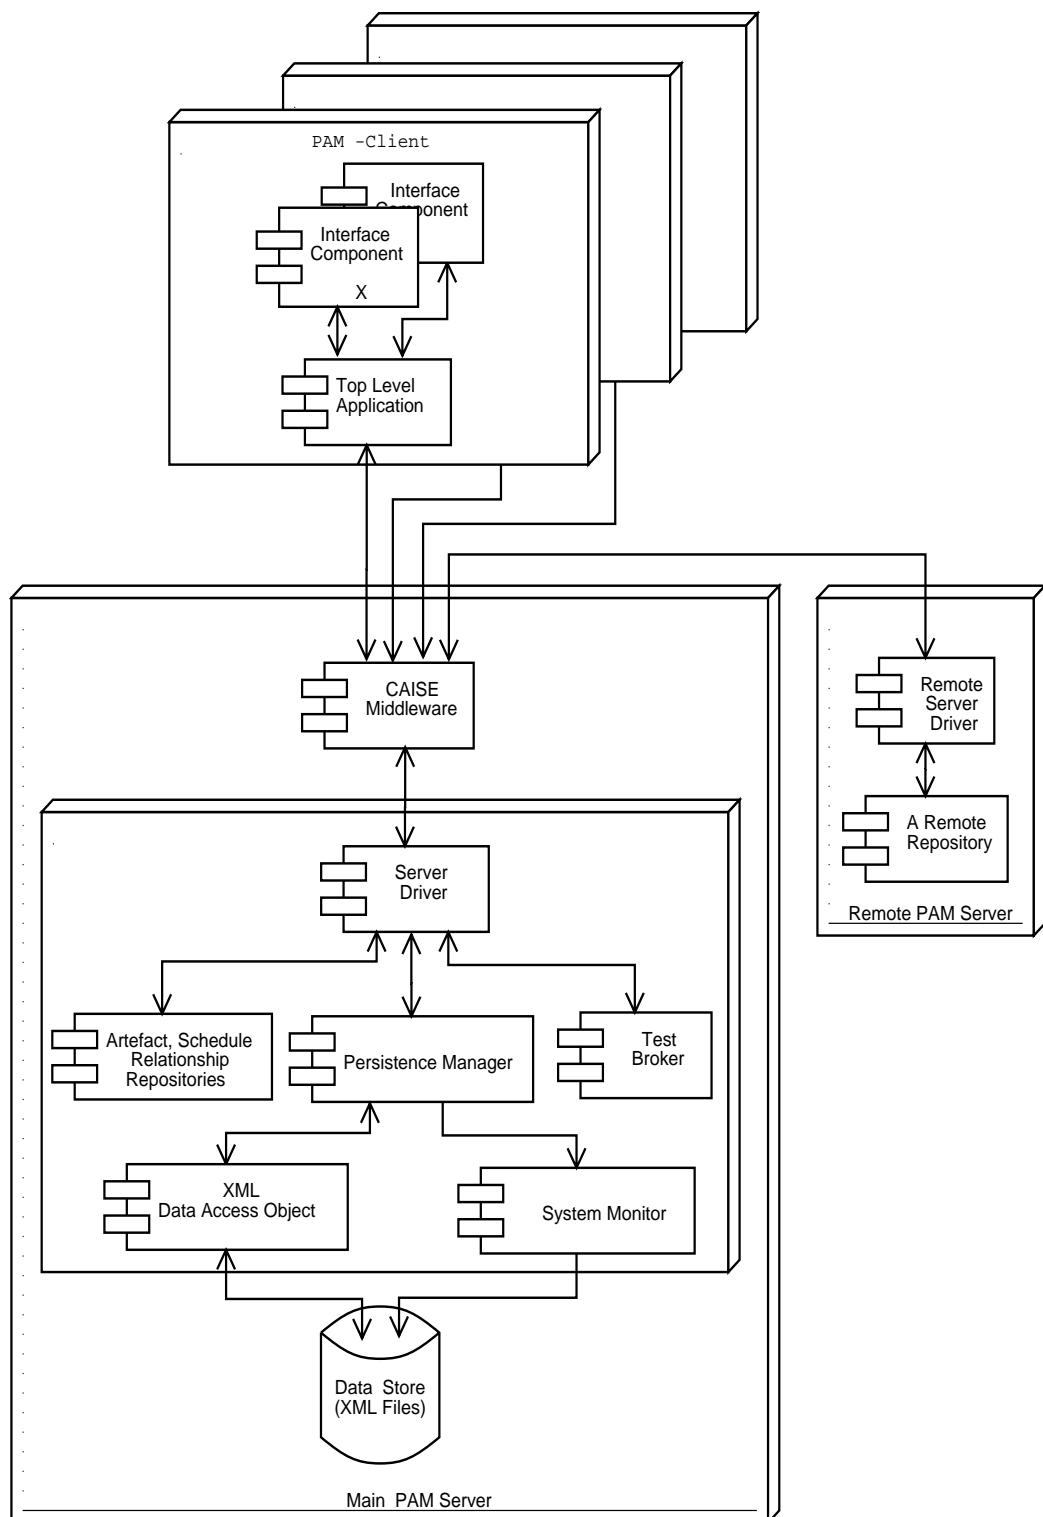 PAM -Client
Interface
Component
Interface
Component
X
Top Level
Application
CAISE
Middleware
Remote
Server
Driver
A Remote
Repository
Remote PAM Server
Server
Driver
Artefact, Schedule
Relationship
Repositories
Persistence Manager
Test
Broker
XML
Data Access Object
System Monitor
Data Store
(XML Files)
Main PAM Server